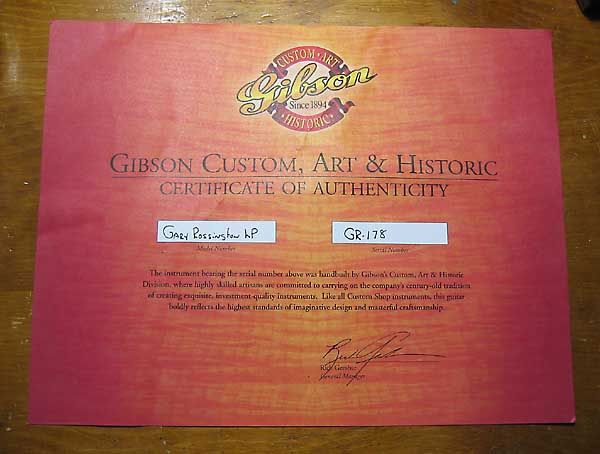 CUSTOM · ART
Gibson
Since 1894
HISTORIC
GIBSON CUSTOM, ART & HISTORIC
CERTIFICATE OF AUTHENTICITY
GARY ROSSINGTON LP
GR-178
Model Number
Serial Number
The instrument bearing the serial number above was handbuilt by Gibson's Custom, Art & Historic
Division, where highly skilled artisans are committed to carrying on the company's century-old tradition
of creating exquisite, investment-quality instruments. Like all Custom Shop instruments, this guitar
boldly reflects the highest standards of imaginative design and masterful craftsmanship.
Rick Gembar
General Manager